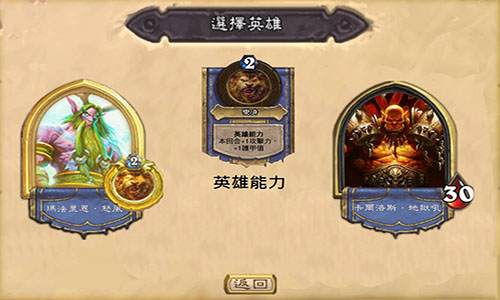 選擇英雄
2
變身
英雄能力
本回合+1攻擊力,
+1護甲值
英雄能力
2
瑪法里恩·怒風
30
卡爾洛斯·地獄吼
返回